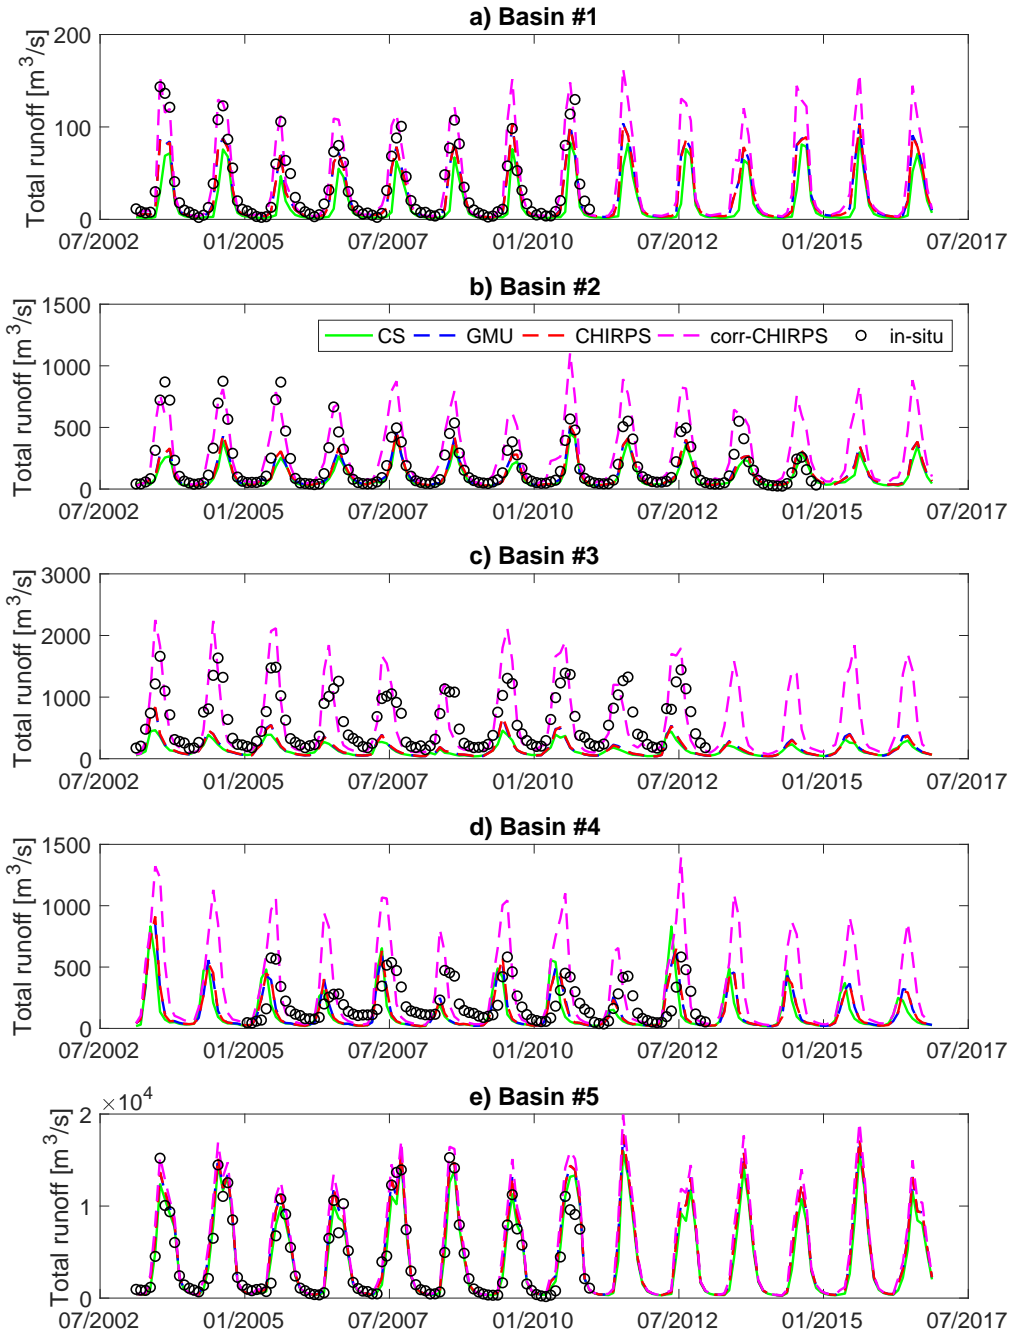 a) Basin #1
Total runoff [m³/s]
200
100
0
07/2002 01/2005 07/2007 01/2010 07/2012 01/2015 07/2017
b) Basin #2
Total runoff [m³/s]
1500
1000
500
0
CS GMU CHIRPS corr-CHIRPS in-situ
07/2002 01/2005 07/2007 01/2010 07/2012 01/2015 07/2017
c) Basin #3
Total runoff [m³/s]
3000
2000
1000
0
07/2002 01/2005 07/2007 01/2010 07/2012 01/2015 07/2017
d) Basin #4
Total runoff [m³/s]
1500
1000
500
0
07/2002 01/2005 07/2007 01/2010 07/2012 01/2015 07/2017
e) Basin #5
×10⁴
Total runoff [m³/s]
2
1
0
07/2002 01/2005 07/2007 01/2010 07/2012 01/2015 07/2017